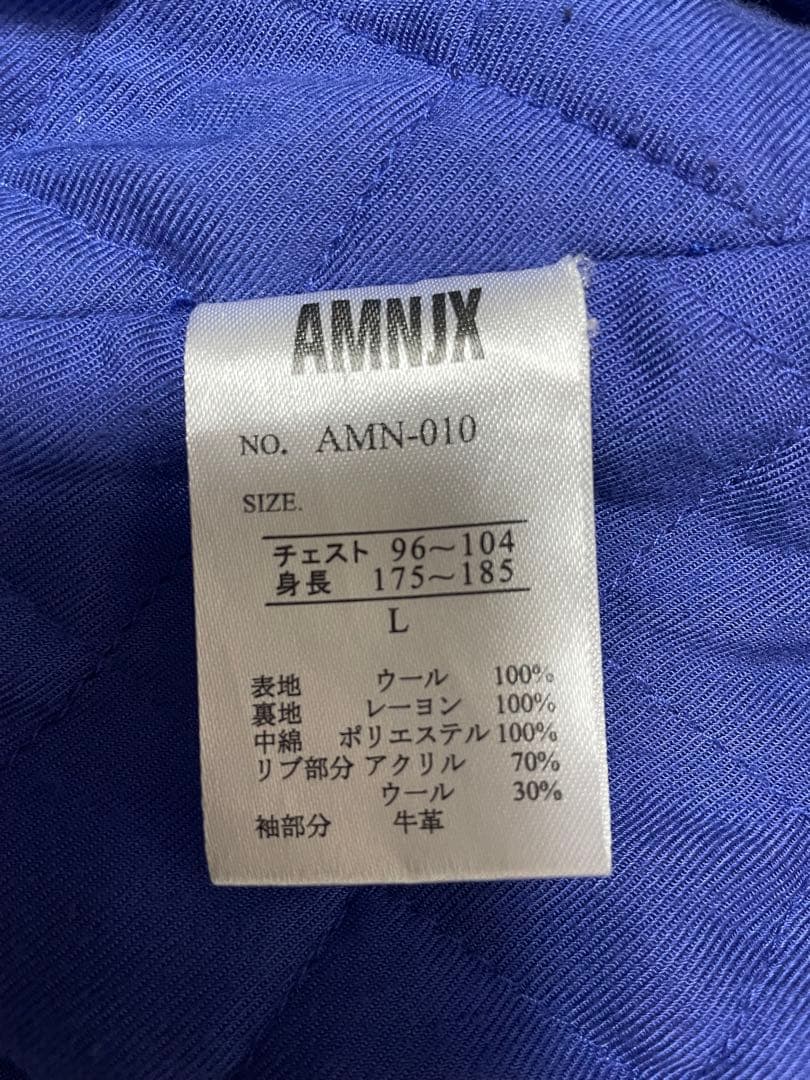 AMNJX
NO. AMN-010
SIZE.
チェスト 96～104
身長 175～185
L
表地 ウール 100%
裏地 レーヨン 100%
中綿 ポリエステル 100%
リブ部分 アクリル 70%
ウール 30%
袖部分 牛革